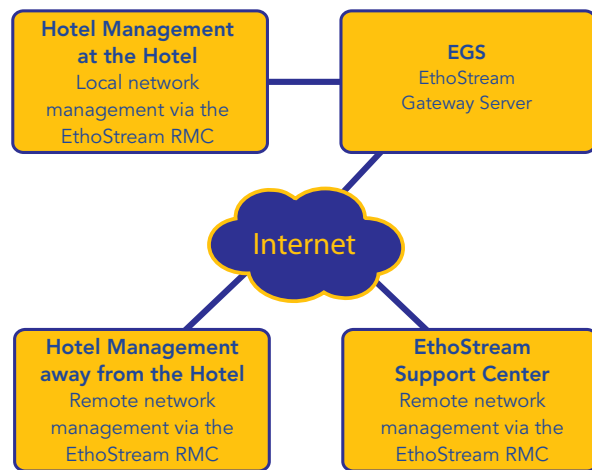 Hotel Management
at the Hotel
Local network
management via the
EthoStream RMC
EGS
EthoStream
Gateway Server
Internet
Hotel Management
away from the Hotel
Remote network
management via the
EthoStream RMC
EthoStream
Support Center
Remote network
management via the
EthoStream RMC